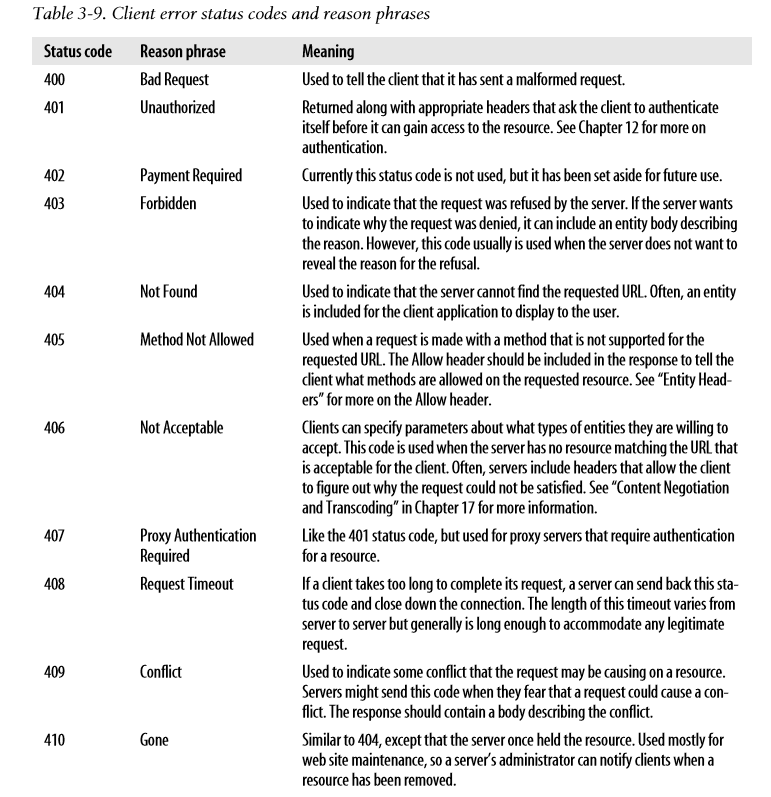 Table 3-9. Client error status codes and reason phrases
Status code Reason phrase Meaning
400 Bad Request Used to tell the client that it has sent a malformed request.
401 Unauthorized Returned along with appropriate headers that ask the client to authenticate
itself before it can gain access to the resource. See Chapter 12 for more on
authentication.
402 Payment Required Currently this status code is not used, but it has been set aside for future use.
403 Forbidden Used to indicate that the request was refused by the server. If the server wants
to indicate why the request was denied, it can include an entity body describing
the reason. However, this code usually is used when the server does not want to
reveal the reason for the refusal.
404 Not Found Used to indicate that the server cannot find the requested URL. Often, an entity
is included for the client application to display to the user.
405 Method Not Allowed Used when a request is made with a method that is not supported for the
requested URL. The Allow header should be included in the response to tell the
client what methods are allowed on the requested resource. See “Entity Head-
ers” for more on the Allow header.
406 Not Acceptable Clients can specify parameters about what types of entities they are willing to
accept. This code is used when the server has no resource matching the URL that
is acceptable for the client. Often, servers include headers that allow the client
to figure out why the request could not be satisfied. See “Content Negotiation
and Transcoding” in Chapter 17 for more information.
407 Proxy Authentication Like the 401 status code, but used for proxy servers that require authentication
Required for a resource.
408 Request Timeout If a client takes too long to complete its request, a server can send back this sta-
tus code and close down the connection. The length of this timeout varies from
server to server but generally is long enough to accommodate any legitimate
request.
409 Conflict Used to indicate some conflict that the request may be causing on a resource.
Servers might send this code when they fear that a request could cause a con-
flict. The response should contain a body describing the conflict.
410 Gone Similar to 404, except that the server once held the resource. Used mostly for
web site maintenance, so a server’s administrator can notify clients when a
resource has been removed.